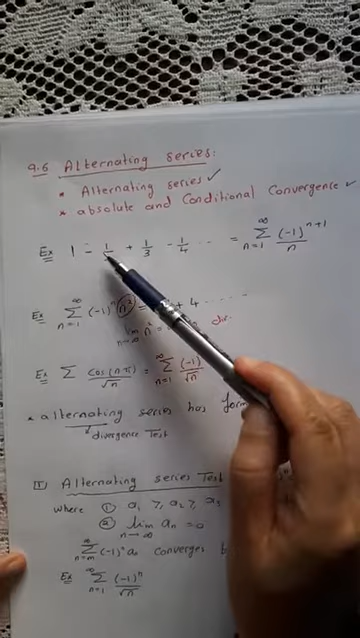 9.6 Alternating series:
* Alternating series ✓
* absolute and Conditional Convergence ✓
Ex 1 - 1/ + 1/3 - 1/4 ... = ∞ Σ n=1 (-1)^n+1 / n
Ex ∞ Σ n=1 (-1)^n n² = + 4 ......
lim n→∞ n² = div.
Ex Σ cos(nπ) / √n = ∞ Σ n=1 (-1) / √n
* alternating series has form
divergence Test
(I) Alternating series Test
where ① a₁ ≥ a₂ ≥ a₃
② lim n→∞ an = 0
∞ Σ (-1)^n an converges
Ex ∞ Σ n=1 (-1)^n / √n